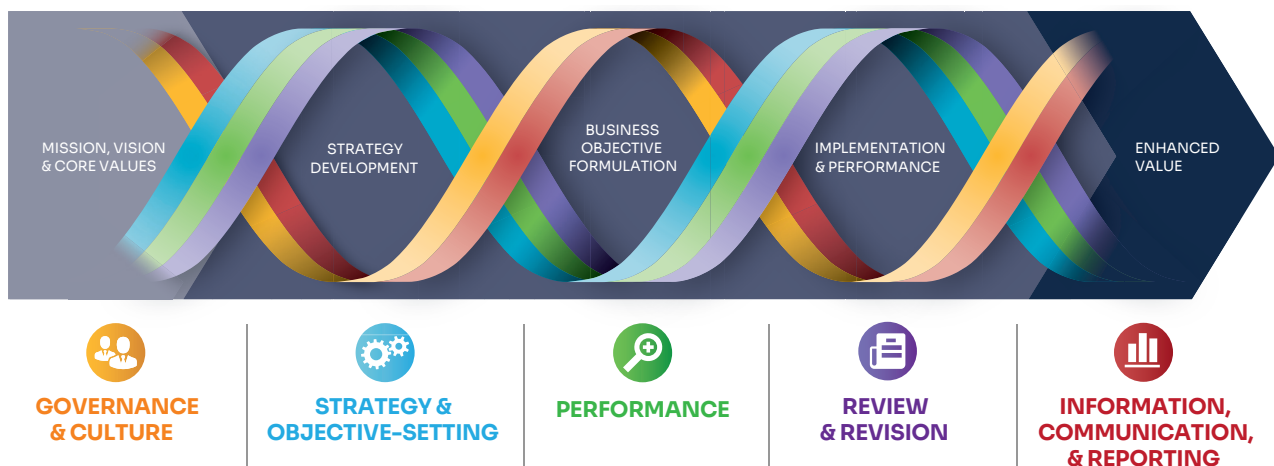 MISSION, VISION
& CORE VALUES
STRATEGY
DEVELOPMENT
BUSINESS
OBJECTIVE
FORMULATION
IMPLEMENTATION
& PERFORMANCE
ENHANCED
VALUE
GOVERNANCE
& CULTURE
STRATEGY &
OBJECTIVE-SETTING
PERFORMANCE
REVIEW
& REVISION
INFORMATION,
COMMUNICATION,
& REPORTING